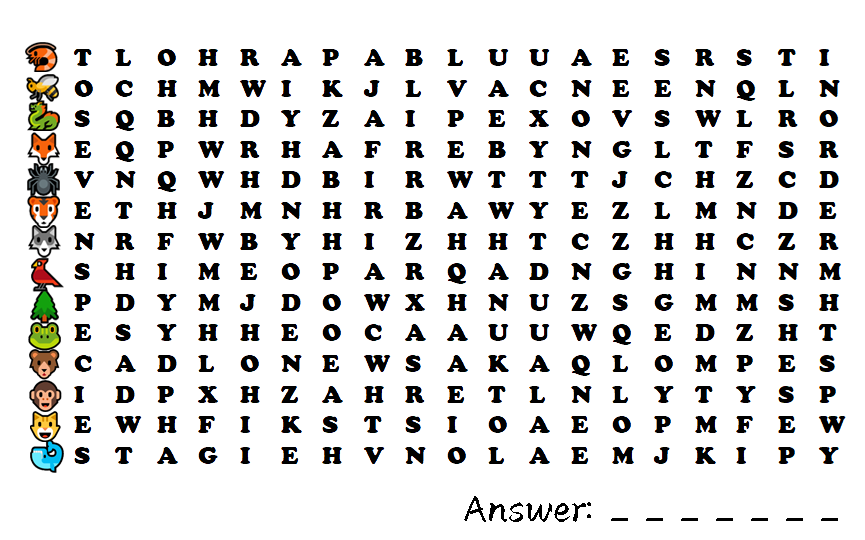 T L O H R A P A B L U U A E S R S T I
O C H M W I K J L V A C N E E N Q L N
S Q B H D Y Z A I P E X O V S W L R O
E Q P W R H A F R E B Y N G L T F S R
V N Q W H D B I R W T T T J C H Z C D
E T H J M N H R B A W Y E Z L M N D E
N R F W B Y H I Z H H T C Z H H C Z R
S H I M E O P A R Q A D N G H I N N M
P D Y M J D O W X H N U Z S G M M S H
E S Y H H E O C A A U U W Q E D Z H T
C A D L O N E W S A K A Q L O M P E S
I D P X H Z A H R E T L N L Y T Y S P
E W H F I K S T S I O A E O P M F E W
S T A G I E H V N O L A E M J K I P Y
Answer: _ _ _ _ _ _ _